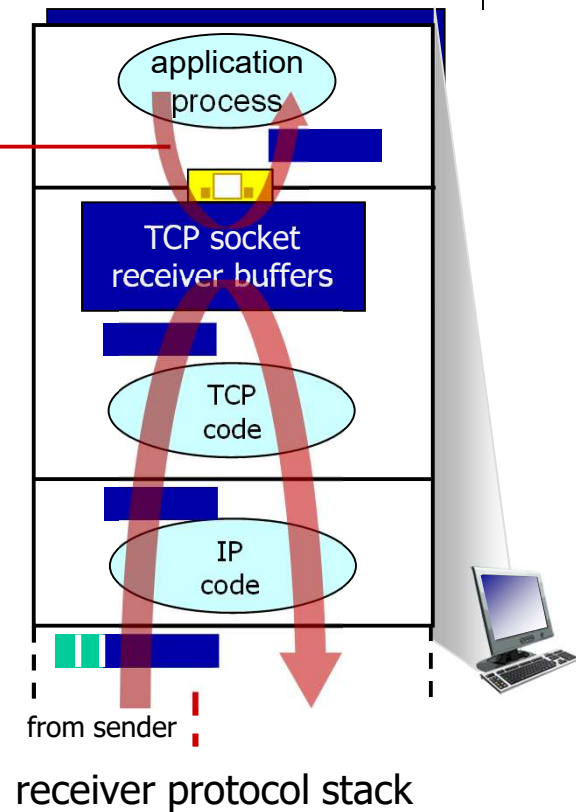 application
process
TCP socket
receiver buffers
TCP
code
IP
code
from sender
receiver protocol stack